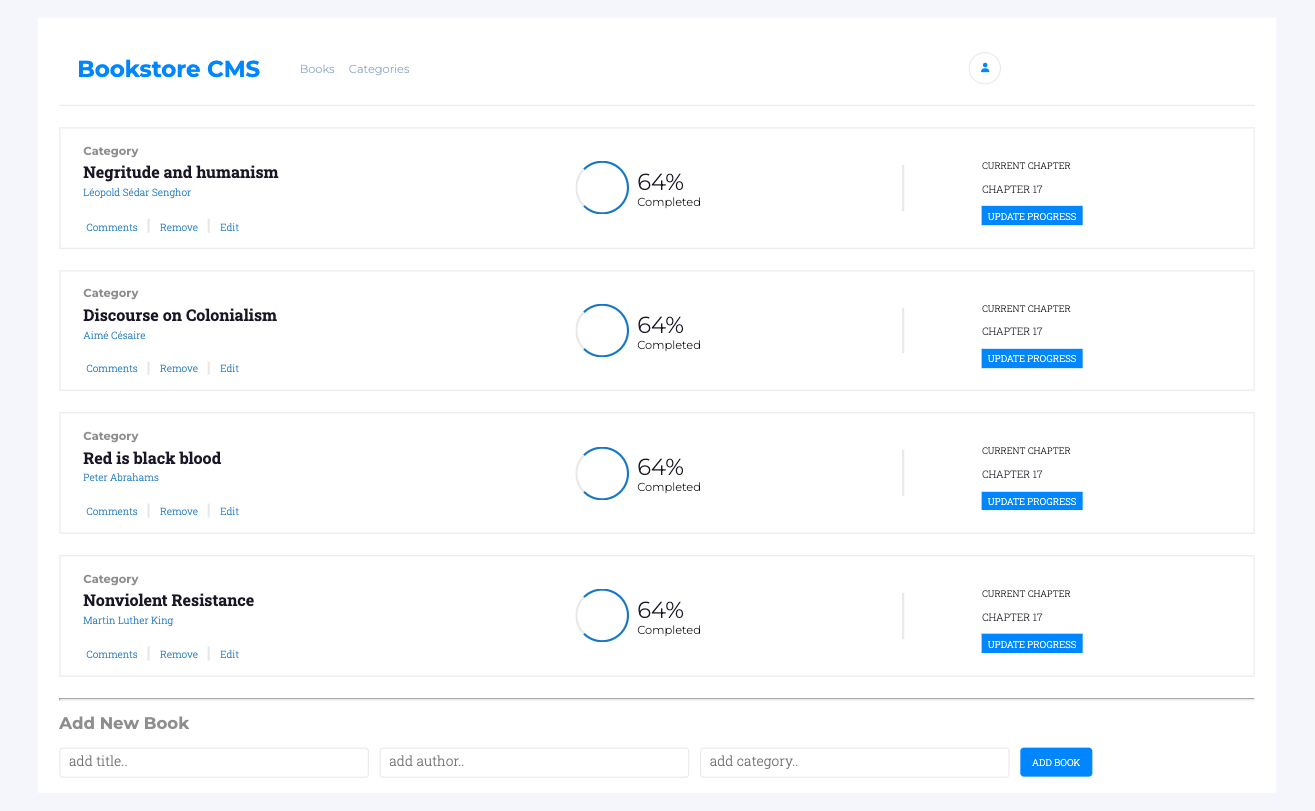 Bookstore CMS Books Categories
Category
Negritude and humanism
Léopold Sédar Senghor
Comments Remove Edit
64%
Completed
CURRENT CHAPTER
CHAPTER 17
UPDATE PROGRESS
Category
Discourse on Colonialism
Aimé Césaire
Comments Remove Edit
64%
Completed
CURRENT CHAPTER
CHAPTER 17
UPDATE PROGRESS
Category
Red is black blood
Peter Abrahams
Comments Remove Edit
64%
Completed
CURRENT CHAPTER
CHAPTER 17
UPDATE PROGRESS
Category
Nonviolent Resistance
Martin Luther King
Comments Remove Edit
64%
Completed
CURRENT CHAPTER
CHAPTER 17
UPDATE PROGRESS
Add New Book
add title.. add author.. add category.. ADD BOOK